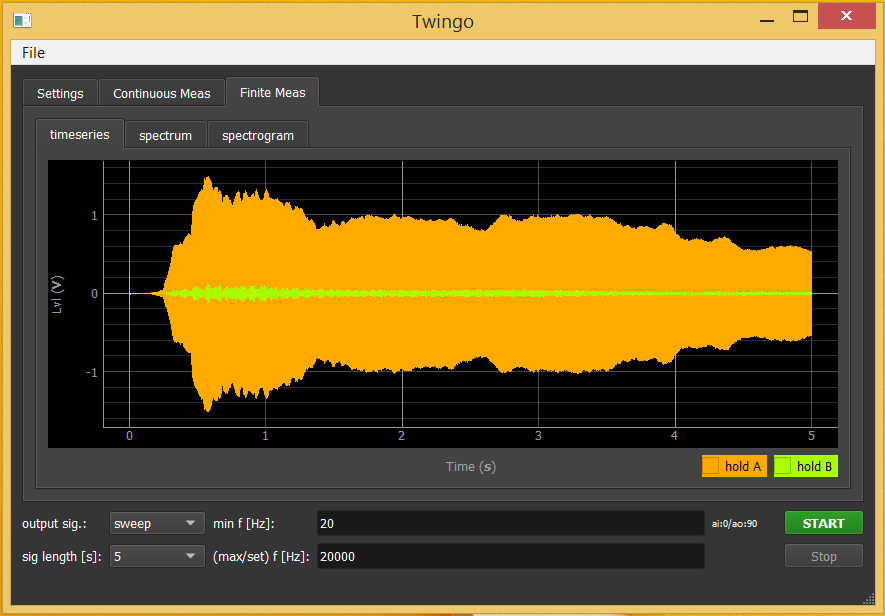 Twingo
File
Settings Continuous Meas Finite Meas
timeseries spectrum spectrogram
1
0
-1
Lvl (V)
0 1 2 3 4 5
Time (s)
hold A hold B
output sig.: sweep min f [Hz]: 20 ai:0/ao:90 START
sig length [s]: 5 (max/set) f [Hz]: 20000 Stop